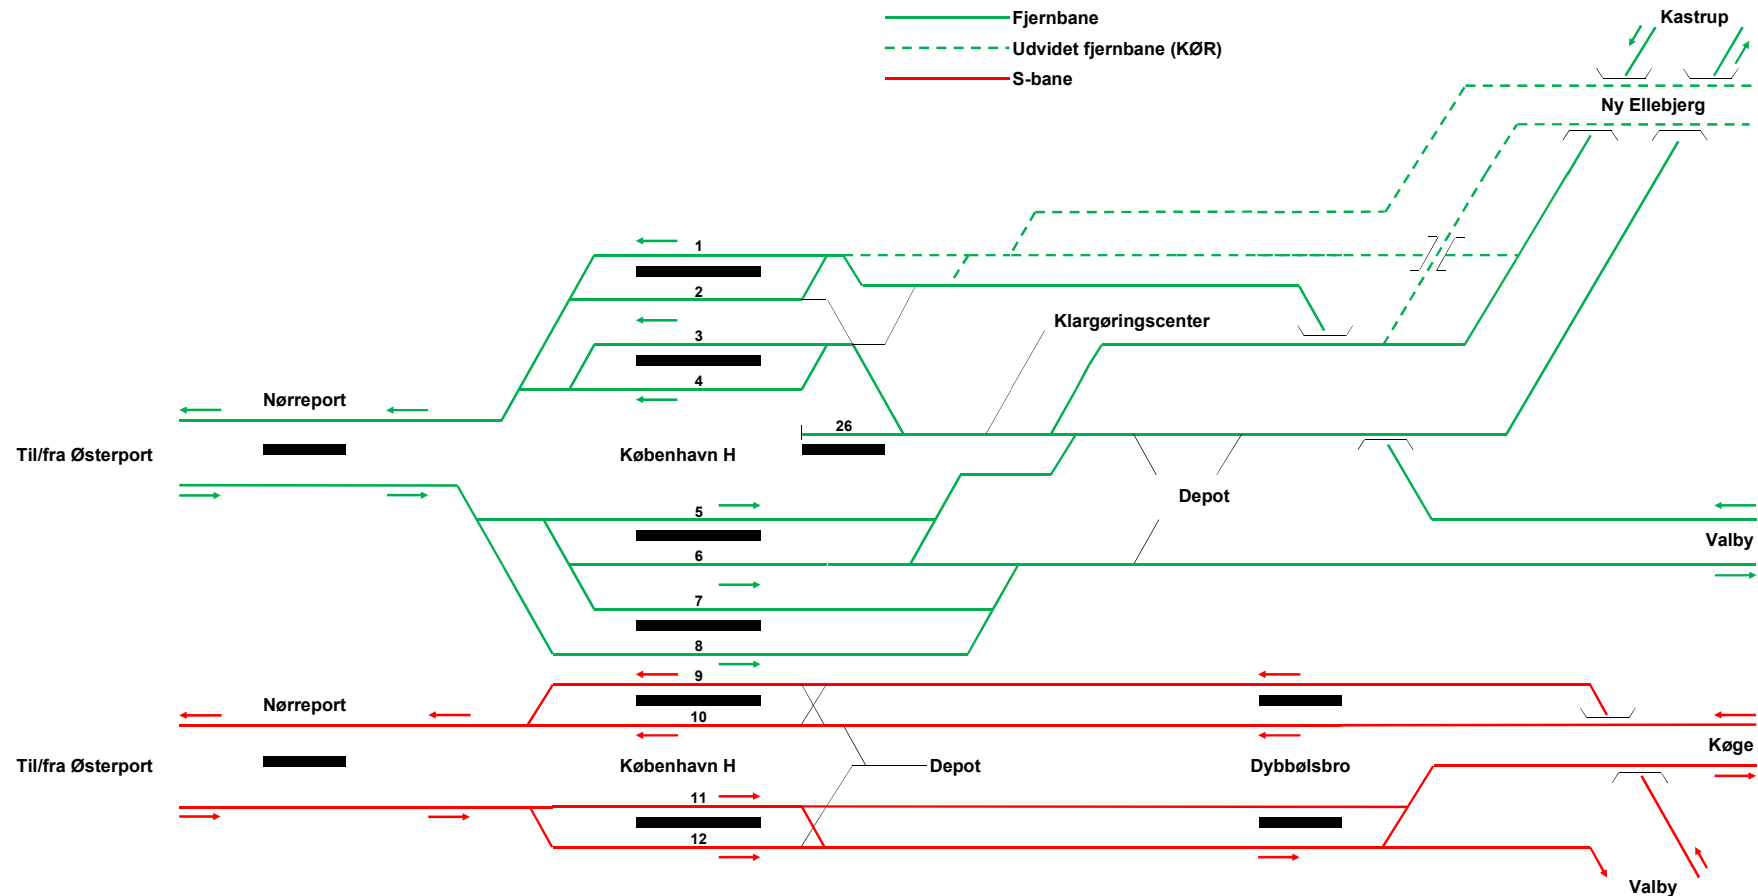 Fjernbane
Kastrup
Udvidet fjernbane (KØR)
S-bane
Ny Ellebjerg
1
2
Klargøringscenter
3
4
Nørreport
26
Til/fra Østerport
København H
Depot
5
Valby
6
7
8
9
Nørreport
10
Køge
Til/fra Østerport
København H
Depot
Dybbølsbro
11
12
Valby